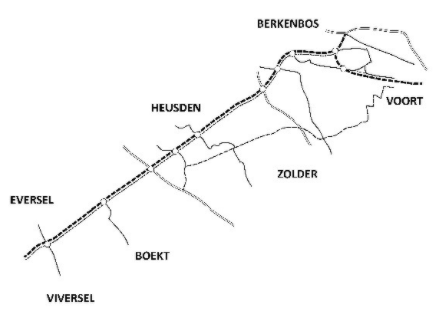 BERKENBOS
VOORT
HEUSDEN
ZOLDER
EVERSEL
BOEKT
VIVERSEL